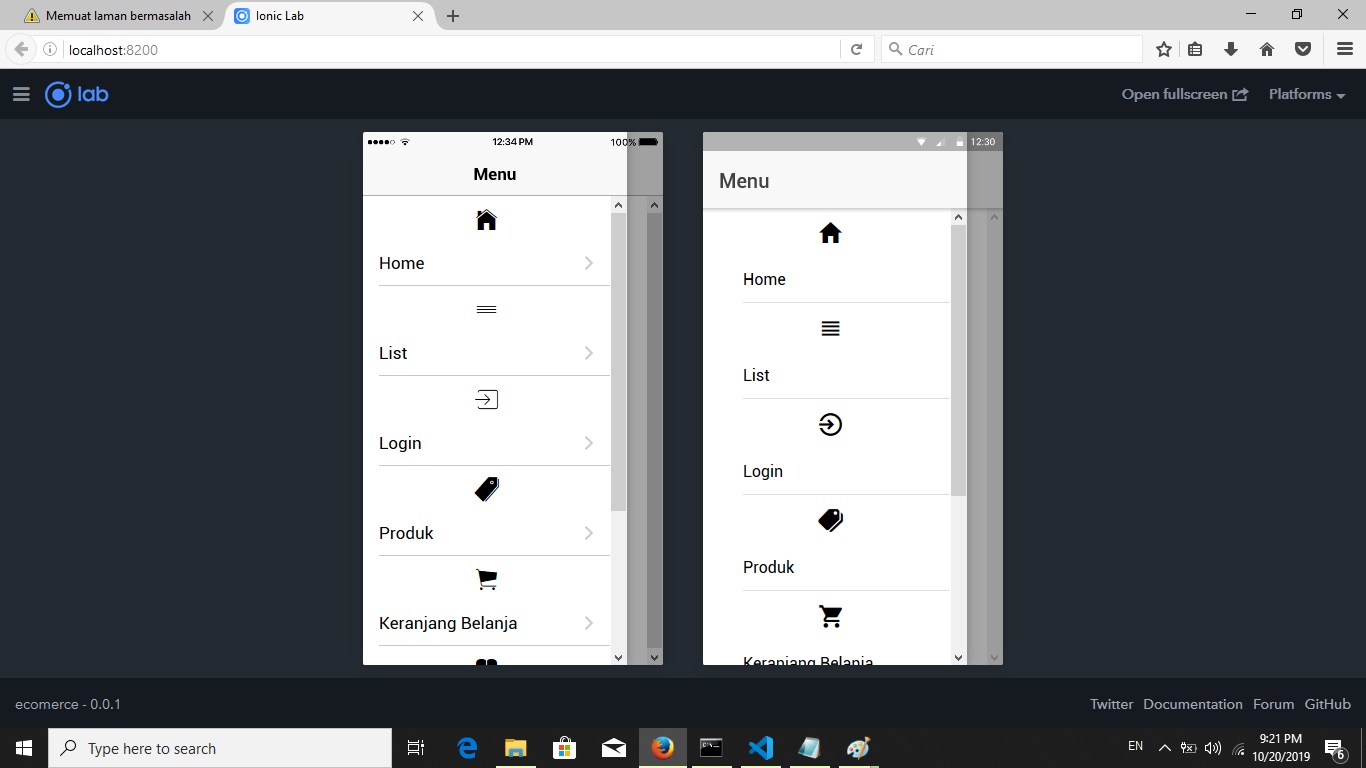 Memuat laman bermasalah
Ionic Lab
localhost:8200
Cari
lab
Open fullscreen
Platforms
12:34 PM
100%
Menu
Home
List
Login
Produk
Keranjang Belanja
12:30
Menu
Home
List
Login
Produk
Keranjang Belanja
ecomerce - 0.0.1
Twitter Documentation Forum GitHub
Type here to search
EN
9:21 PM
10/20/2019
6